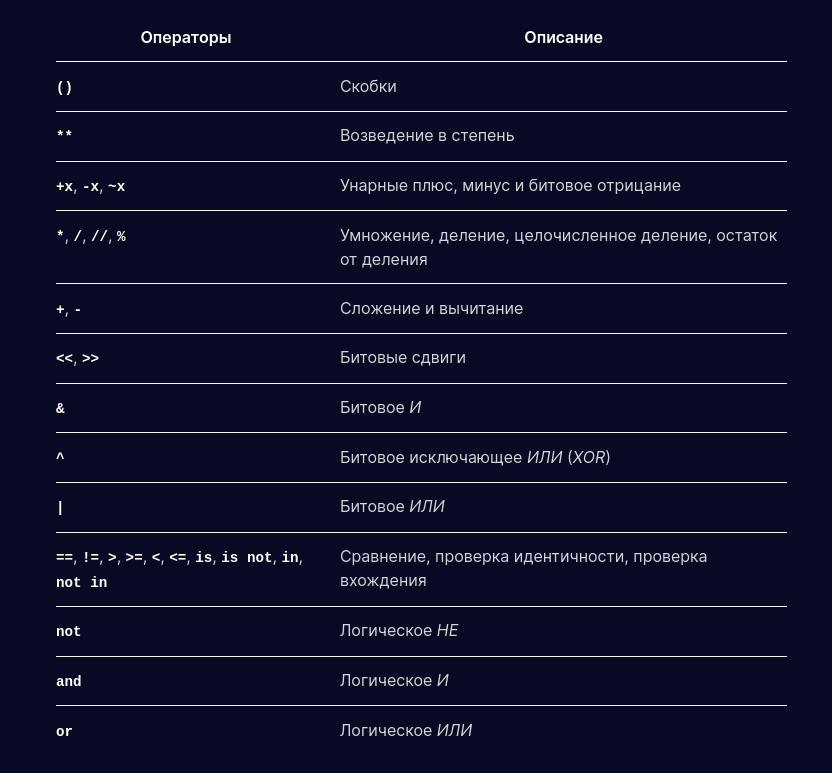 Операторы Описание
() Скобки
** Возведение в степень
+x, -x, ~x Унарные плюс, минус и битовое отрицание
*, /, //, % Умножение, деление, целочисленное деление, остаток
от деления
+, - Сложение и вычитание
<<, >> Битовые сдвиги
& Битовое И
^ Битовое исключающее ИЛИ (XOR)
| Битовое ИЛИ
==, !=, >, >=, <, <=, is, is not, in, Сравнение, проверка идентичности, проверка
not in вхождения
not Логическое НЕ
and Логическое И
or Логическое ИЛИ